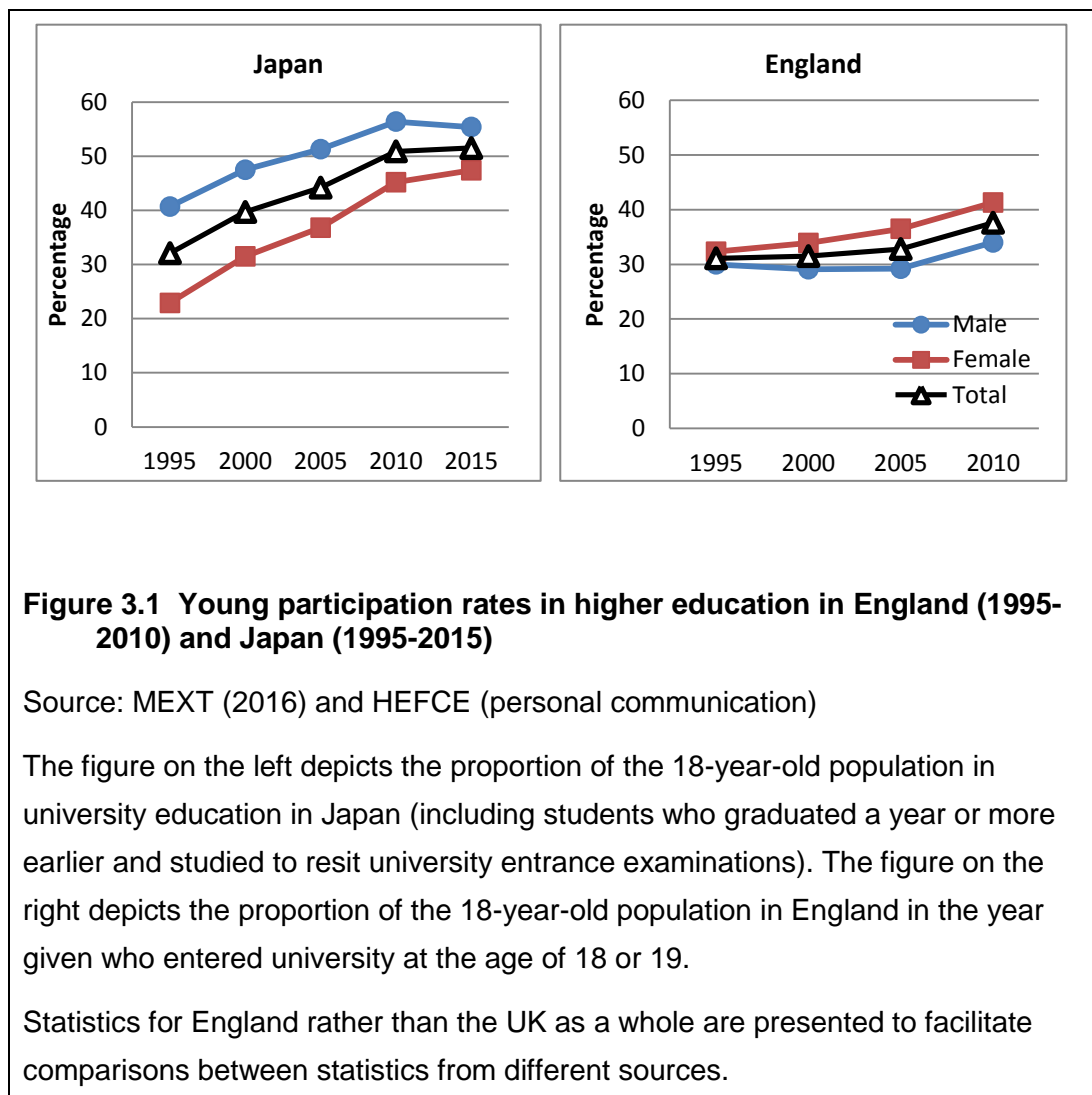 Japan
60
50
40
30
20
10
0
Percentage
1995 2000 2005 2010 2015
England
60
50
40
30
20
10
0
Percentage
1995 2000 2005 2010
Male
Female
Total
Figure 3.1 Young participation rates in higher education in England (1995-
2010) and Japan (1995-2015)
Source: MEXT (2016) and HEFCE (personal communication)
The figure on the left depicts the proportion of the 18-year-old population in
university education in Japan (including students who graduated a year or more
earlier and studied to resit university entrance examinations). The figure on the
right depicts the proportion of the 18-year-old population in England in the year
given who entered university at the age of 18 or 19.
Statistics for England rather than the UK as a whole are presented to facilitate
comparisons between statistics from different sources.